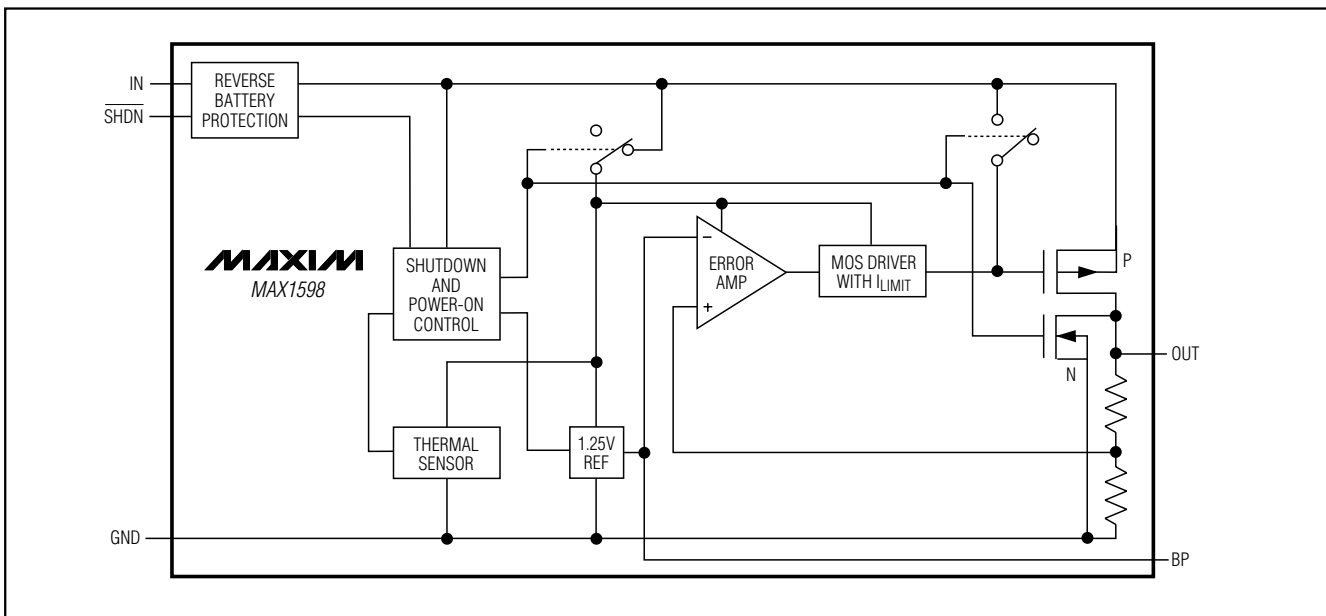 IN
SHDN
REVERSE
BATTERY
PROTECTION
MAXIM
MAX1598
SHUTDOWN
AND
POWER-ON
CONTROL
−
ERROR
AMP
+
MOS DRIVER
WITH ILIMIT
P
N
OUT
THERMAL
SENSOR
1.25V
REF
GND
BP